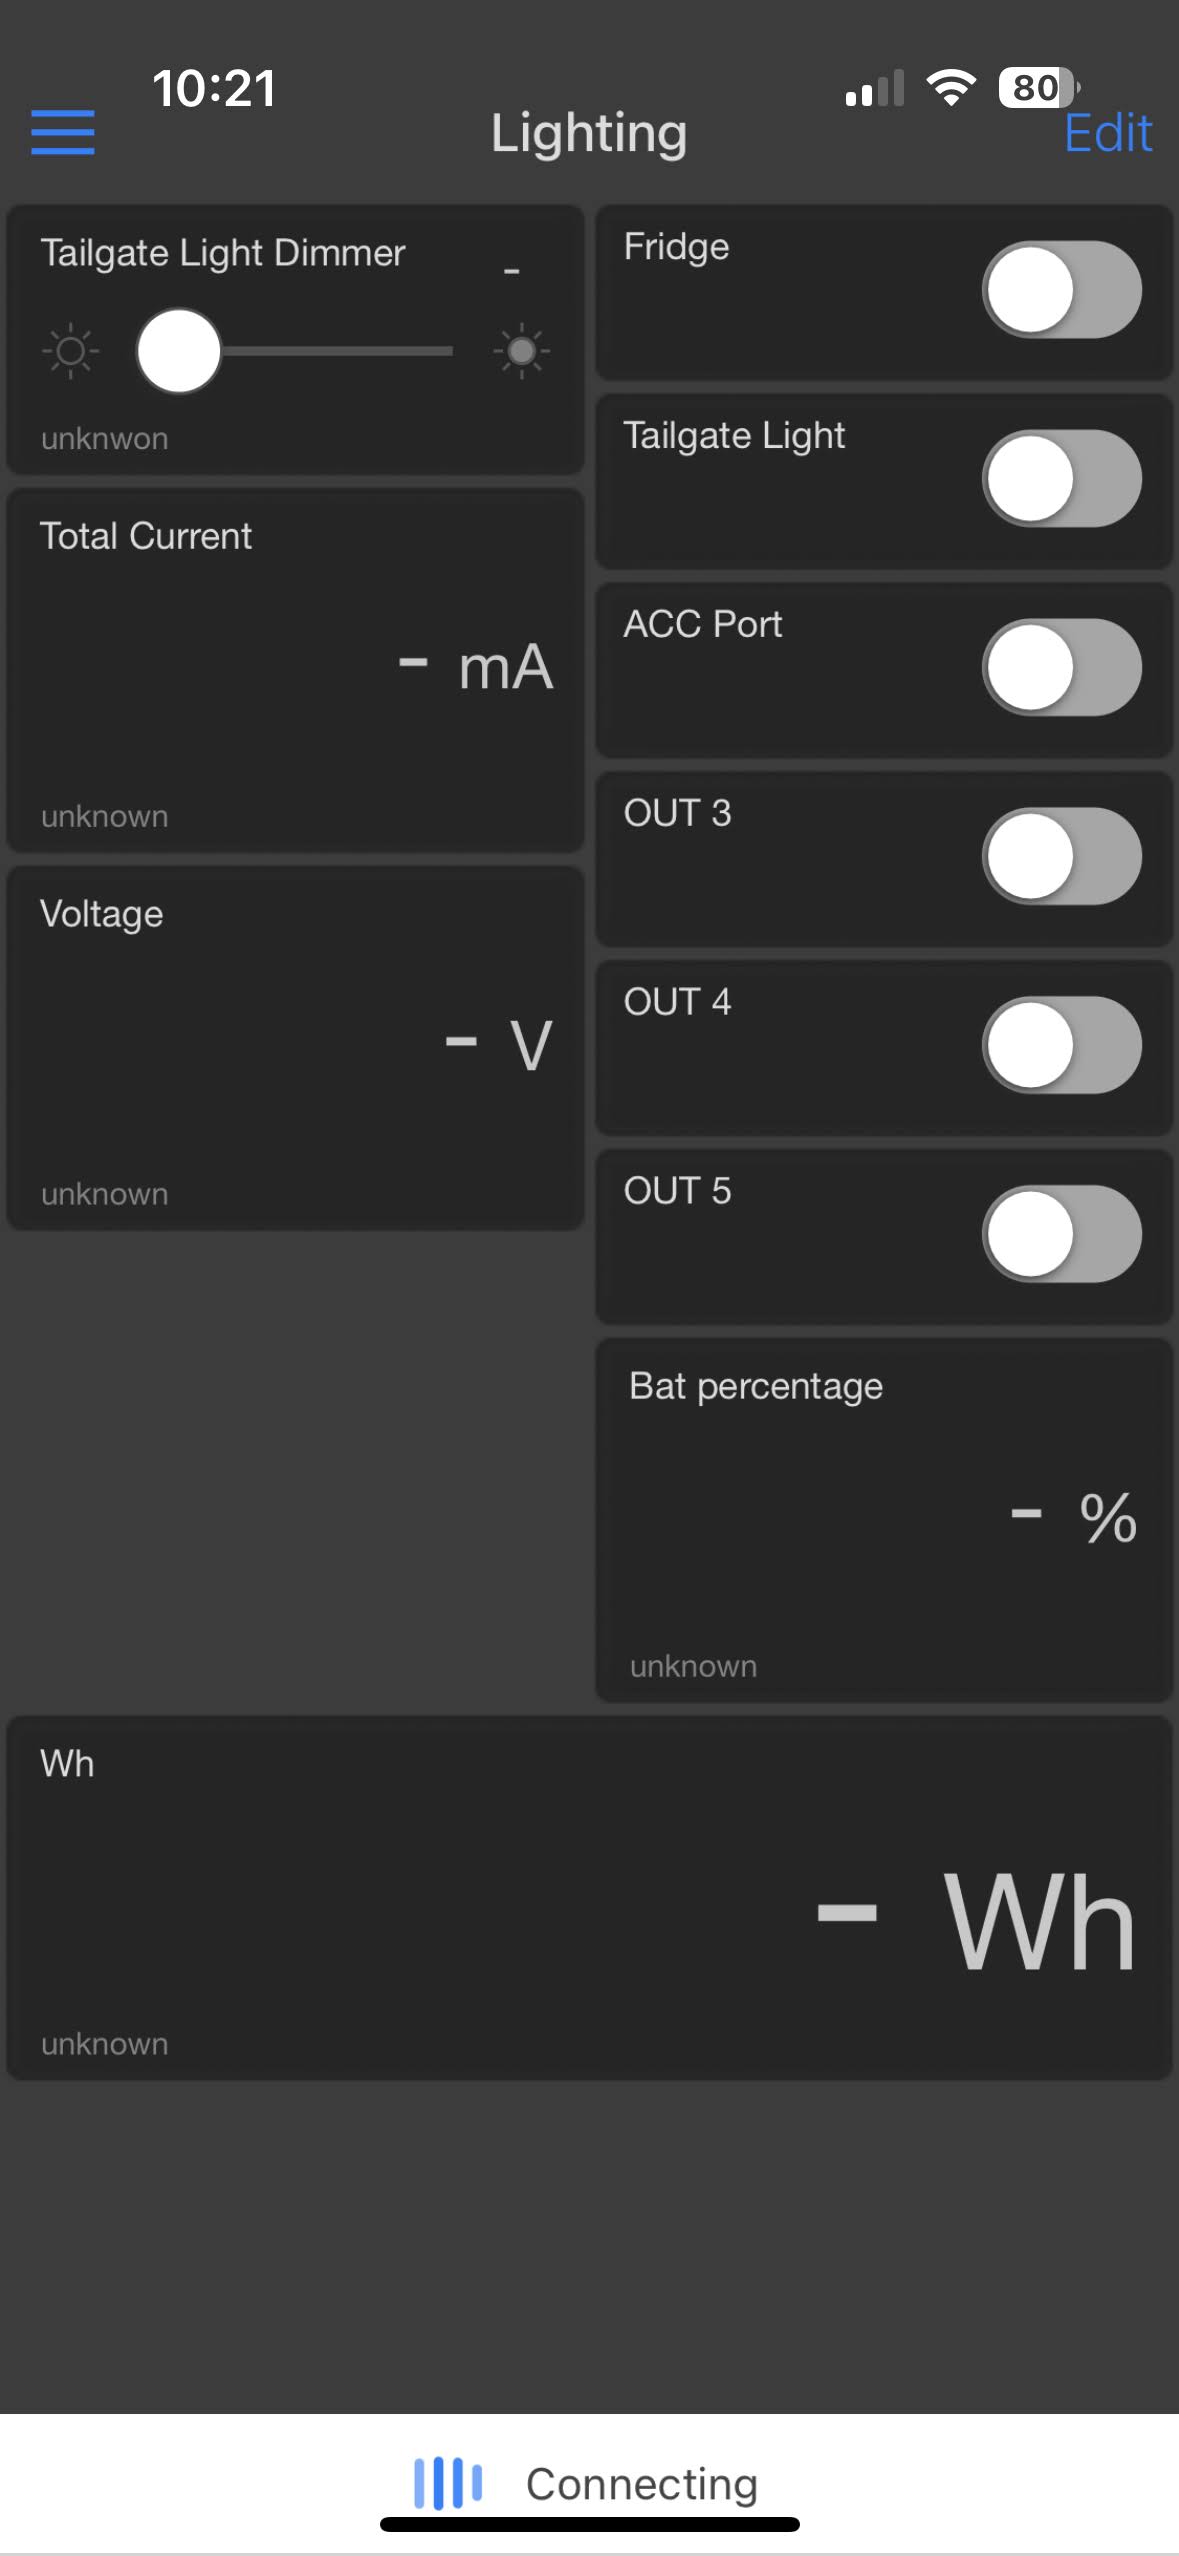 10:21
80
Lighting
Edit
Tailgate Light Dimmer
-
unknwon
Total Current
- mA
unknown
Voltage
- V
unknown
Fridge
Tailgate Light
ACC Port
OUT 3
OUT 4
OUT 5
Bat percentage
- %
unknown
Wh
- Wh
unknown
Connecting